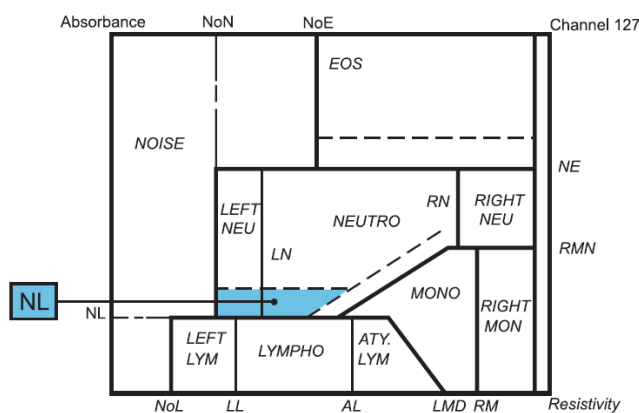 Absorbance NoN NoE Channel 127
EOS
NOISE
NE
LEFT
NEU
NEUTRO
RN
RIGHT
NEU
LN
RMN
NL
NL
MONO
RIGHT
MON
LEFT
LYM
LYMPHO
ATY.
LYM
NoL LL AL LMD RM Resistivity